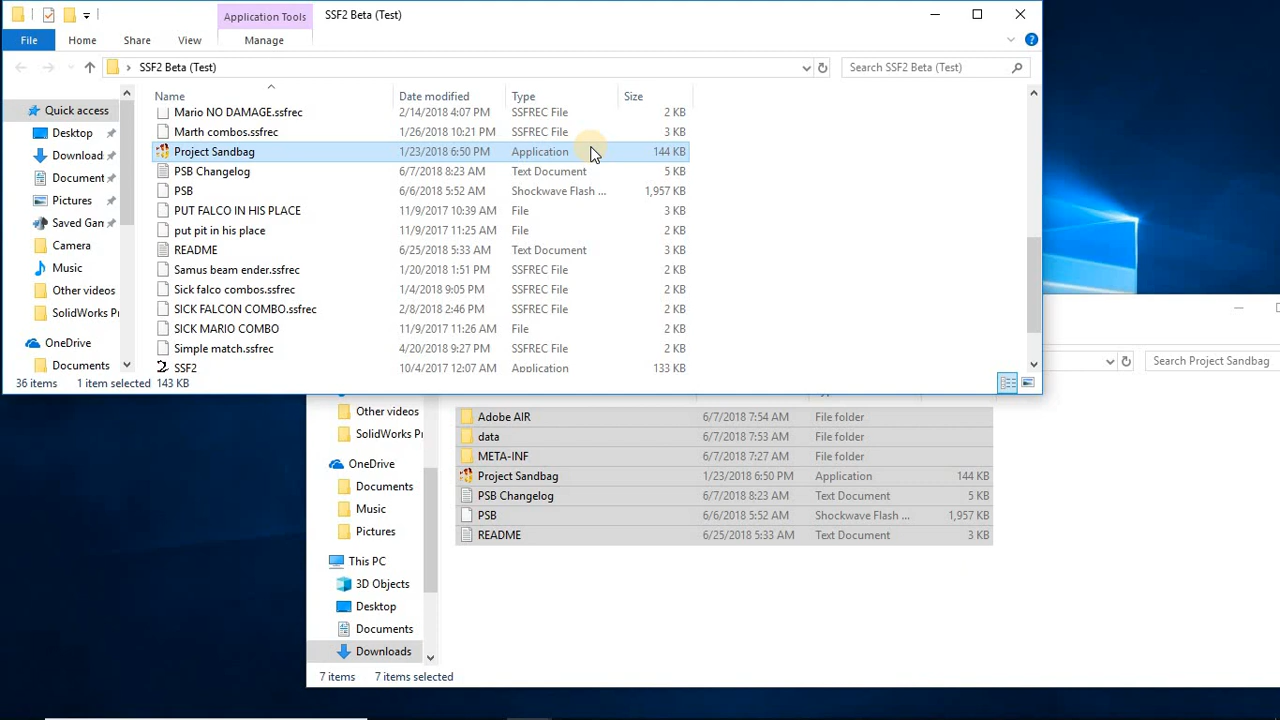 Application Tools SSF2 Beta (Test)
File Home Share View Manage
SSF2 Beta (Test) Search SSF2 Beta (Test)
Quick access
Desktop
Download
Document
Pictures
Saved Gan
Camera
Music
Other videos
SolidWorks Pr
OneDrive
Documents
Name Date modified Type Size
Mario NO DAMAGE.ssfrec 2/14/2018 4:07 PM SSFREC File 2 KB
Marth combos.ssfrec 1/26/2018 10:21 PM SSFREC File 3 KB
Project Sandbag 1/23/2018 6:50 PM Application 144 KB
PSB Changelog 6/7/2018 8:23 AM Text Document 5 KB
PSB 6/6/2018 5:52 AM Shockwave Flash ... 1,957 KB
PUT FALCO IN HIS PLACE 11/9/2017 10:39 AM File 3 KB
put pit in his place 11/9/2017 11:25 AM File 2 KB
README 6/25/2018 5:33 AM Text Document 3 KB
Samus beam ender.ssfrec 1/20/2018 1:51 PM SSFREC File 2 KB
Sick falco combos.ssfrec 1/4/2018 9:05 PM SSFREC File 2 KB
SICK FALCON COMBO.ssfrec 2/8/2018 2:46 PM SSFREC File 2 KB
SICK MARIO COMBO 11/9/2017 11:26 AM File 2 KB
Simple match.ssfrec 4/20/2018 9:27 PM SSFREC File 2 KB
SSF2 10/4/2017 12:07 AM Application 133 KB
36 items 1 item selected 143 KB
Search Project Sandbag
Other videos
SolidWorks Pr
OneDrive
Documents
Music
Pictures
This PC
3D Objects
Desktop
Documents
Downloads
Adobe AIR 6/7/2018 7:54 AM File folder
data 6/7/2018 7:53 AM File folder
META-INF 6/7/2018 7:27 AM File folder
Project Sandbag 1/23/2018 6:50 PM Application 144 KB
PSB Changelog 6/7/2018 8:23 AM Text Document 5 KB
PSB 6/6/2018 5:52 AM Shockwave Flash ... 1,957 KB
README 6/25/2018 5:33 AM Text Document 3 KB
7 items 7 items selected